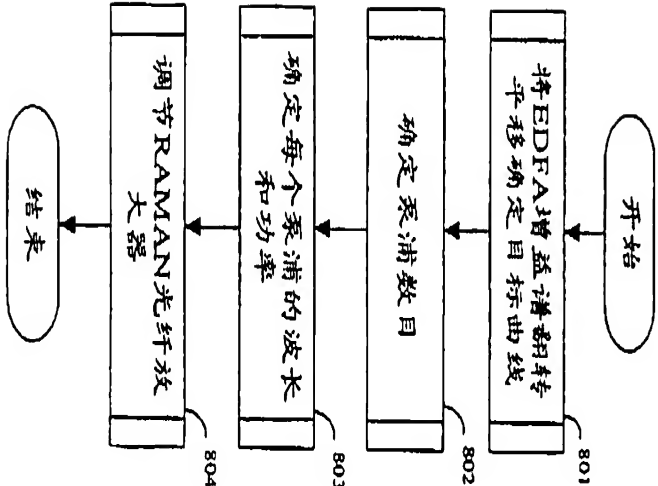 开始
将EDFA增益谱翻转
平移确定目标曲线
801
确定泵浦数目
802
确定每个泵浦的波长
和功率
803
调节RAMAN光纤放
大器
804
结束